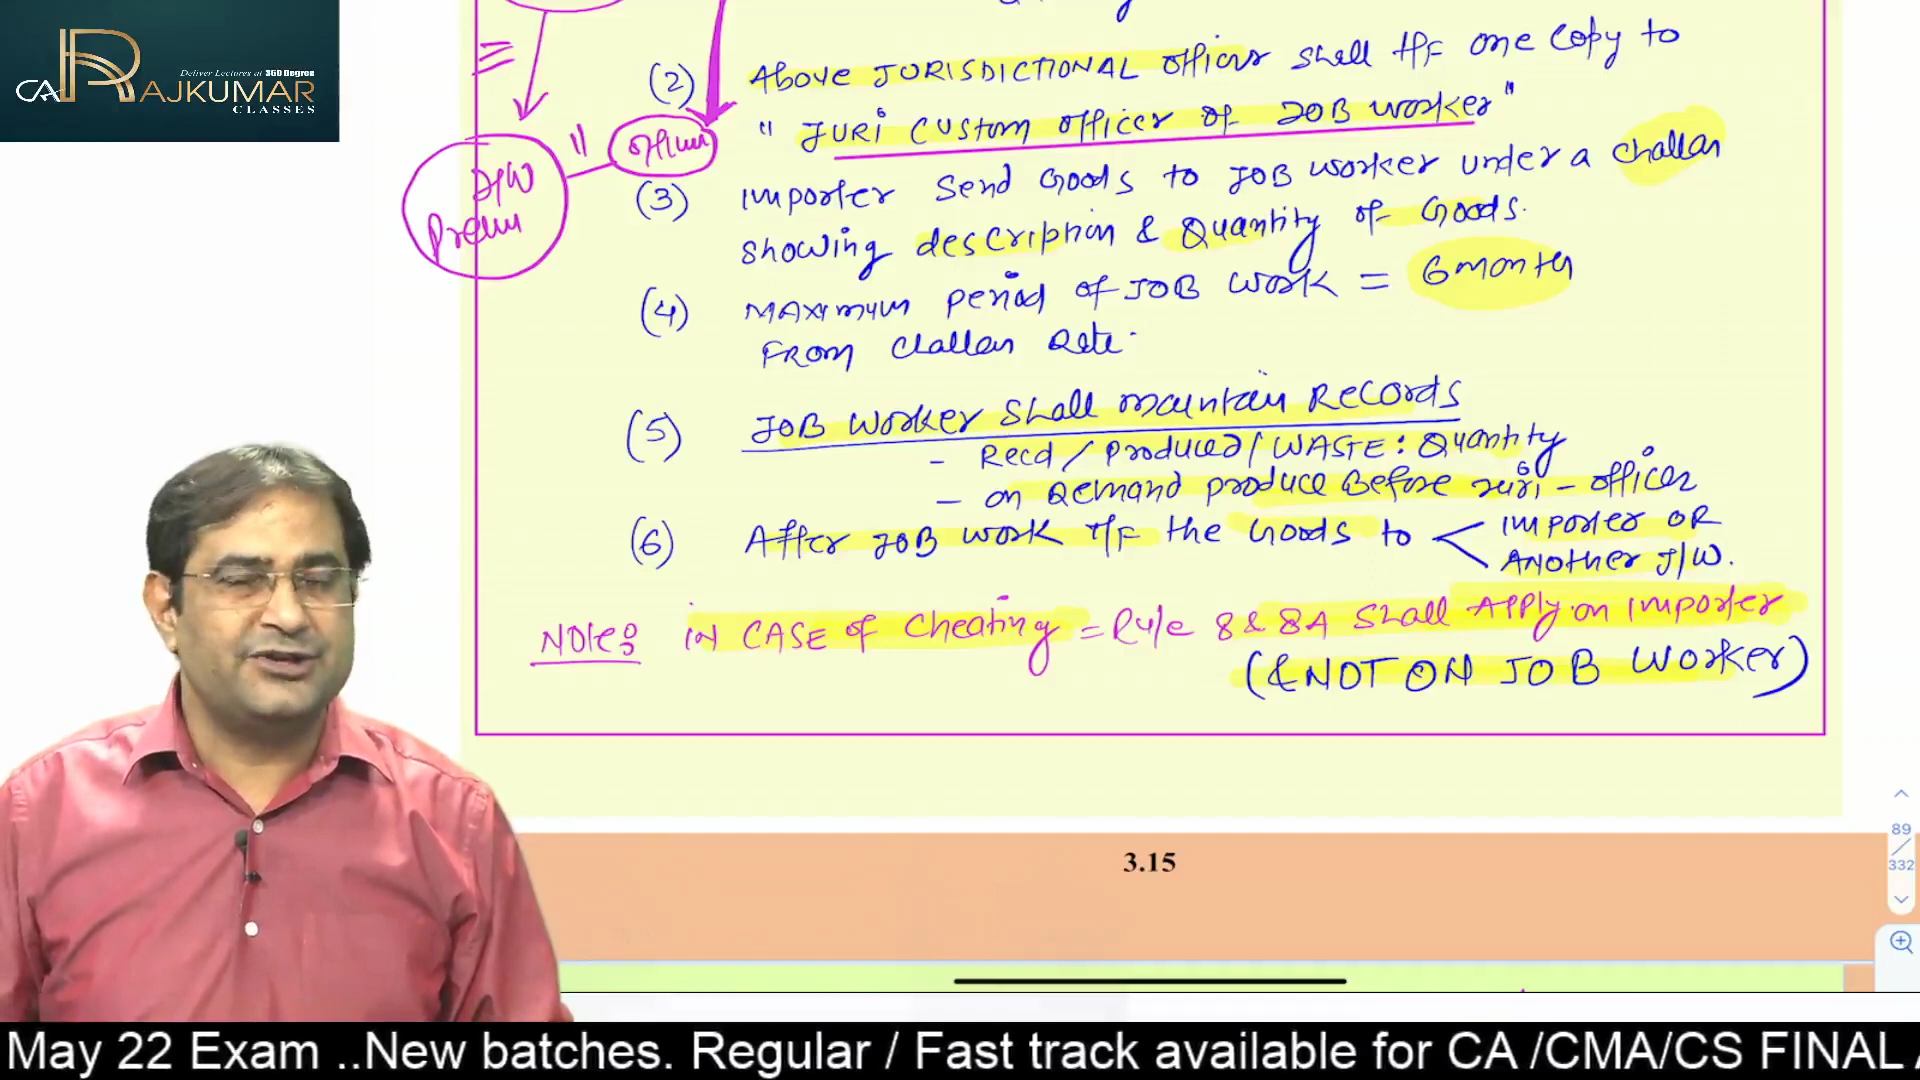 Deliver Lectures at 360 Degree
CA RAJKUMAR
CLASSES
(2) Above JURISDICTIONAL officer shall t/f one copy to
" JURI CUSTOM officer of JOB worker"
officer
J/W
(3) Importer Send Goods to JOB worker under a challan
showing description & Quantity of Goods.
(4) MAXIMUM period of JOB work = 6 month
FROM challan date.
(5) JOB worker shall maintain Records
- Recd / Produced / WASTE : Quantity
- on Demand produce Before juri - officer
(6) After JOB work t/f the Goods to < Importer OR
Another J/W.
NOTE: IN CASE of cheating = Rule 8 & 8A shall Apply on Importer
(& NOT ON JOB worker)
89
332
3.15
May 22 Exam ..New batches. Regular / Fast track available for CA /CMA/CS FINAL